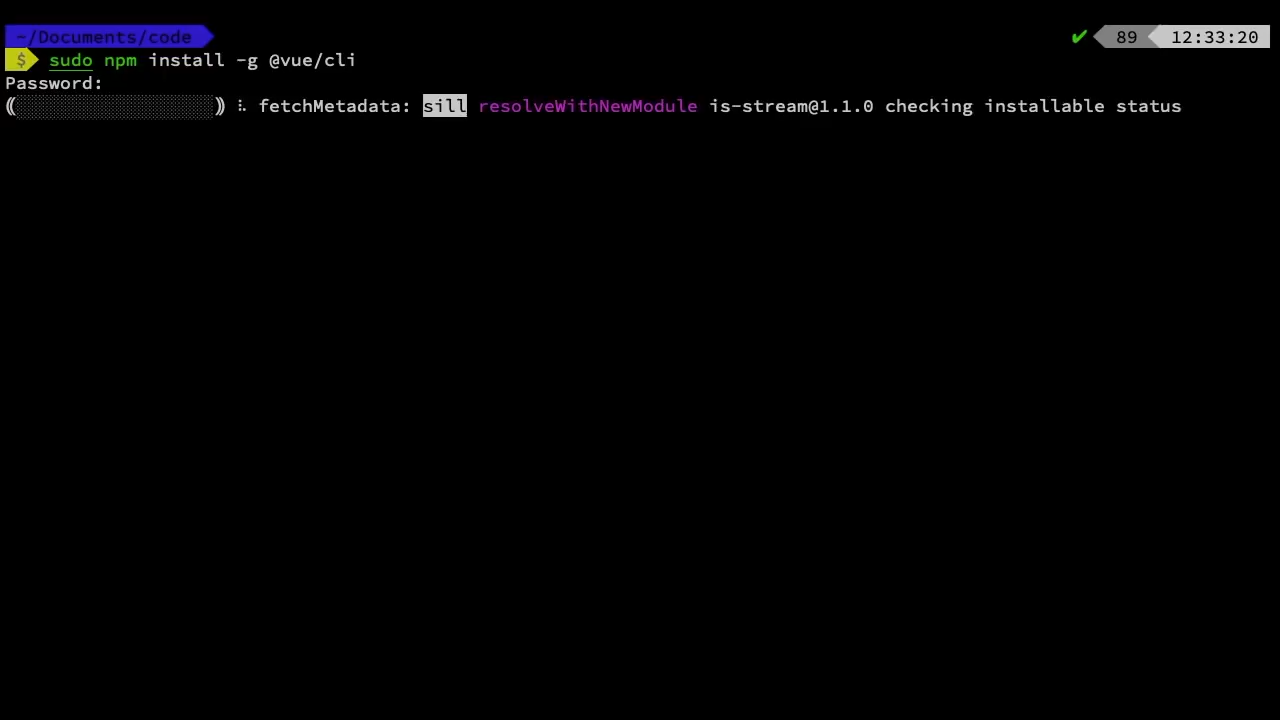 ~/Documents/code ✔ 89 12:33:20
$ sudo npm install -g @vue/cli
Password:
((░░░░░░░░░░░░░░░░░░)) ⠧ fetchMetadata: sill resolveWithNewModule is-stream@1.1.0 checking installable status